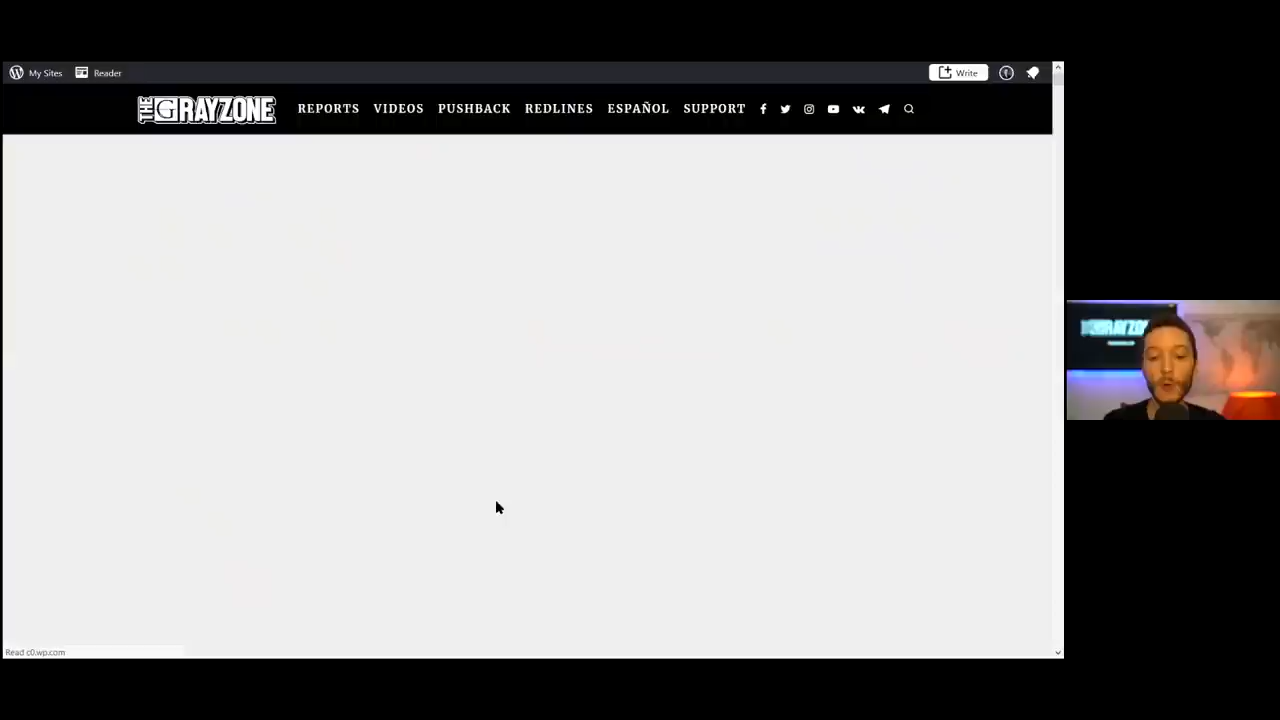 My Sites Reader Write
THE GRAYZONE REPORTS VIDEOS PUSHBACK REDLINES ESPAÑOL SUPPORT
Read c0.wp.com